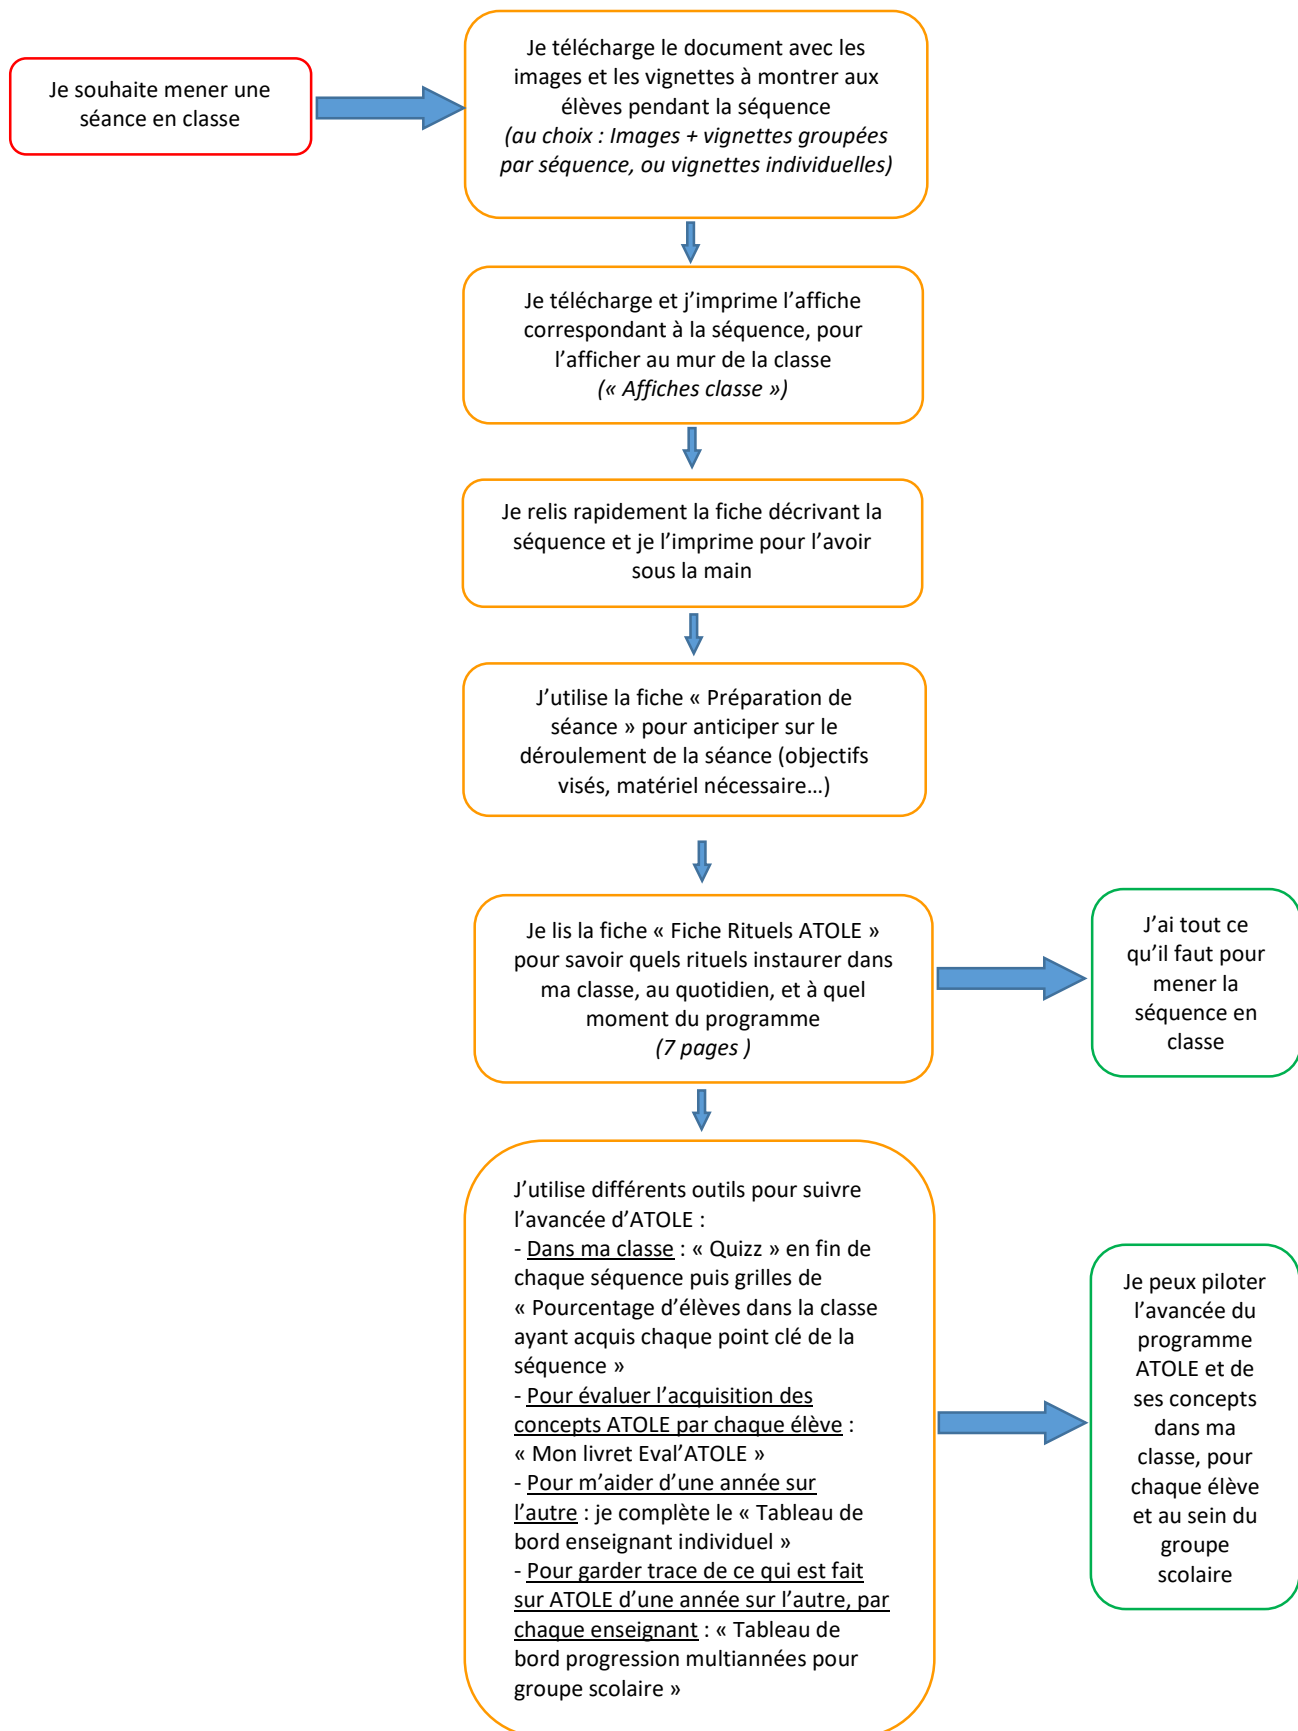 Je souhaite mener une
séance en classe
Je télécharge le document avec les
images et les vignettes à montrer aux
élèves pendant la séquence
(au choix : Images + vignettes groupées
par séquence, ou vignettes individuelles)
Je télécharge et j’imprime l’affiche
correspondant à la séquence, pour
l’afficher au mur de la classe
(« Affiches classe »)
Je relis rapidement la fiche décrivant la
séquence et je l’imprime pour l’avoir
sous la main
J’utilise la fiche « Préparation de
séance » pour anticiper sur le
déroulement de la séance (objectifs
visés, matériel nécessaire…)
Je lis la fiche « Fiche Rituels ATOLE »
pour savoir quels rituels instaurer dans
ma classe, au quotidien, et à quel
moment du programme
(7 pages )
J’ai tout ce
qu’il faut pour
mener la
séquence en
classe
J’utilise différents outils pour suivre
l’avancée d’ATOLE :
- Dans ma classe : « Quizz » en fin de
chaque séquence puis grilles de
« Pourcentage d’élèves dans la classe
ayant acquis chaque point clé de la
séquence »
- Pour évaluer l’acquisition des
concepts ATOLE par chaque élève :
« Mon livret Eval’ATOLE »
- Pour m’aider d’une année sur
l’autre : je complète le « Tableau de
bord enseignant individuel »
- Pour garder trace de ce qui est fait
sur ATOLE d’une année sur l’autre, par
chaque enseignant : « Tableau de
bord progression multiannées pour
groupe scolaire »
Je peux piloter
l’avancée du
programme
ATOLE et de
ses concepts
dans ma
classe, pour
chaque élève
et au sein du
groupe
scolaire